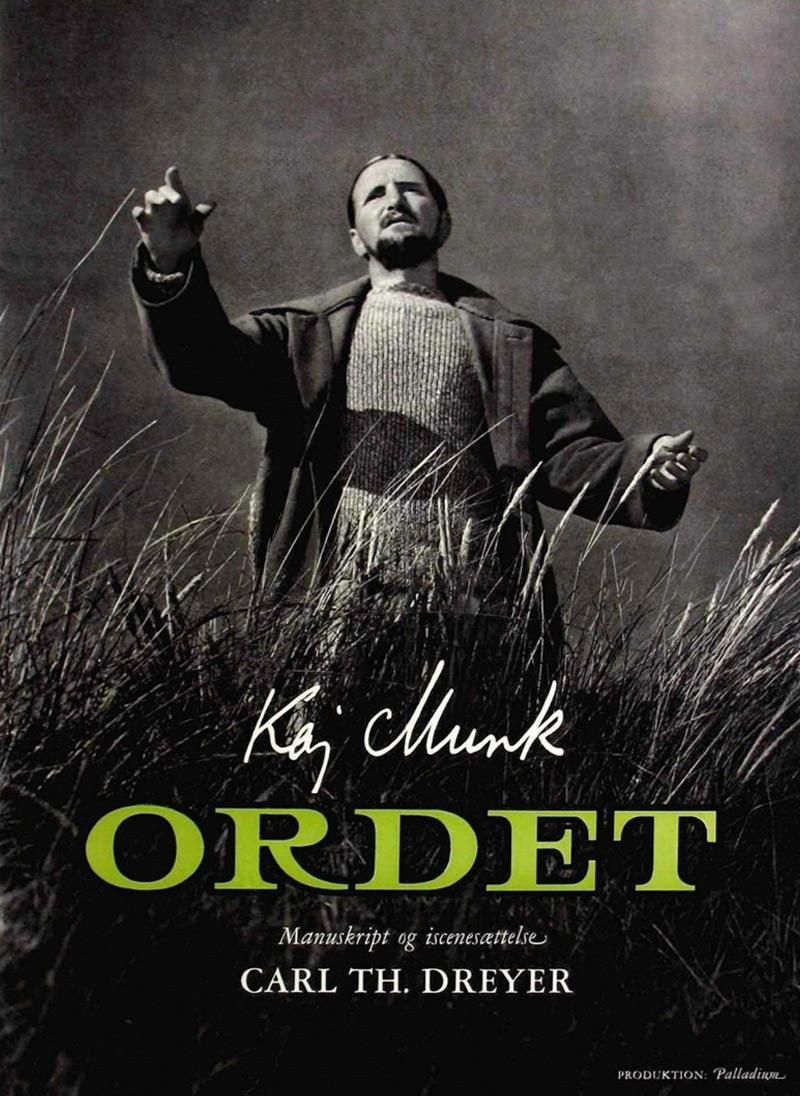 Kaj Munk
ORDET
Manuskript og iscenesættelse
CARL TH. DREYER
PRODUKTION: Palladium